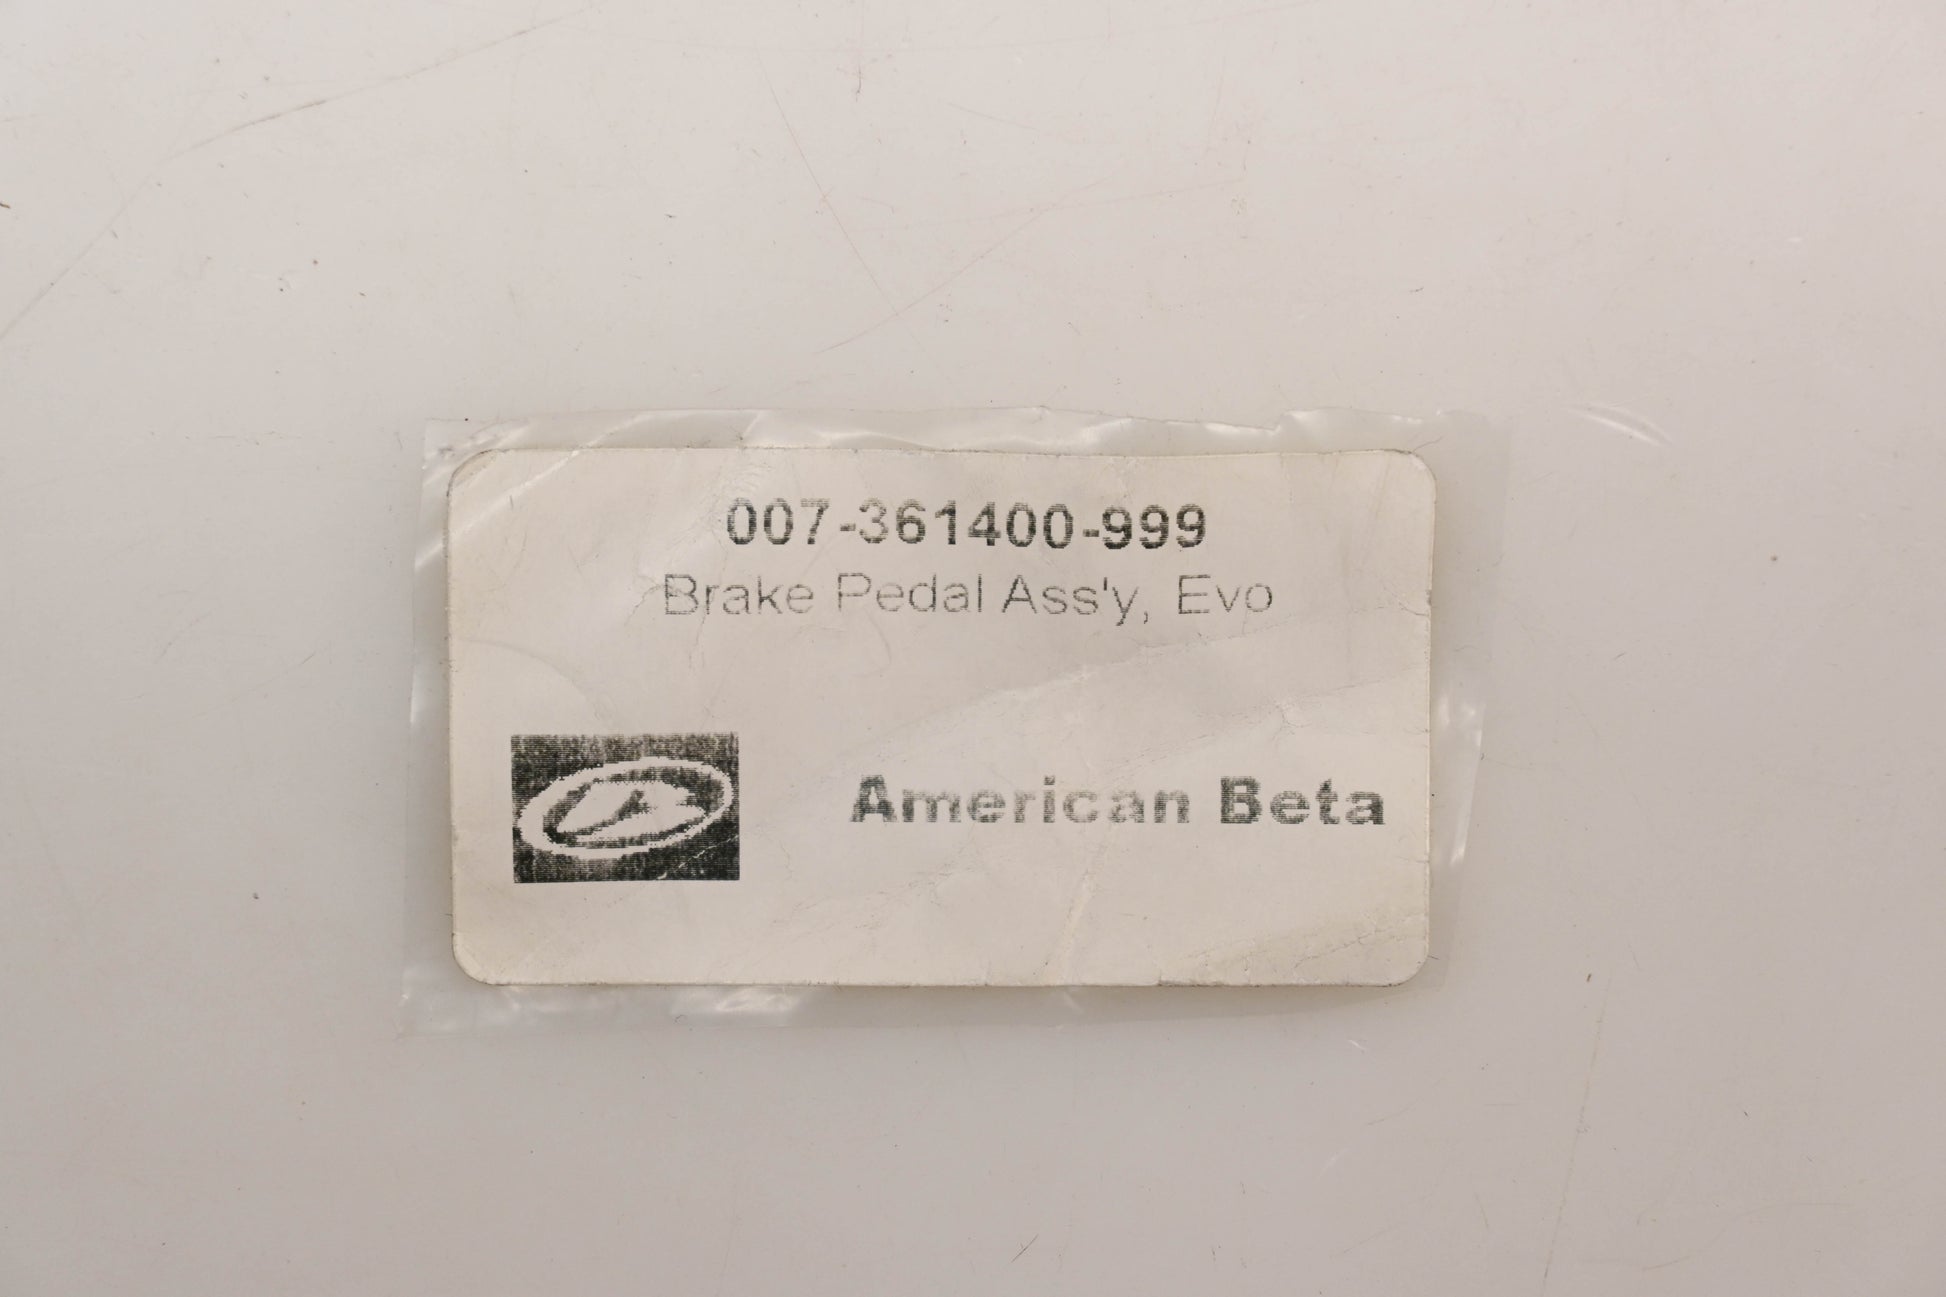 007-361400-999
Brake Pedal Ass'y, Evo
American Beta